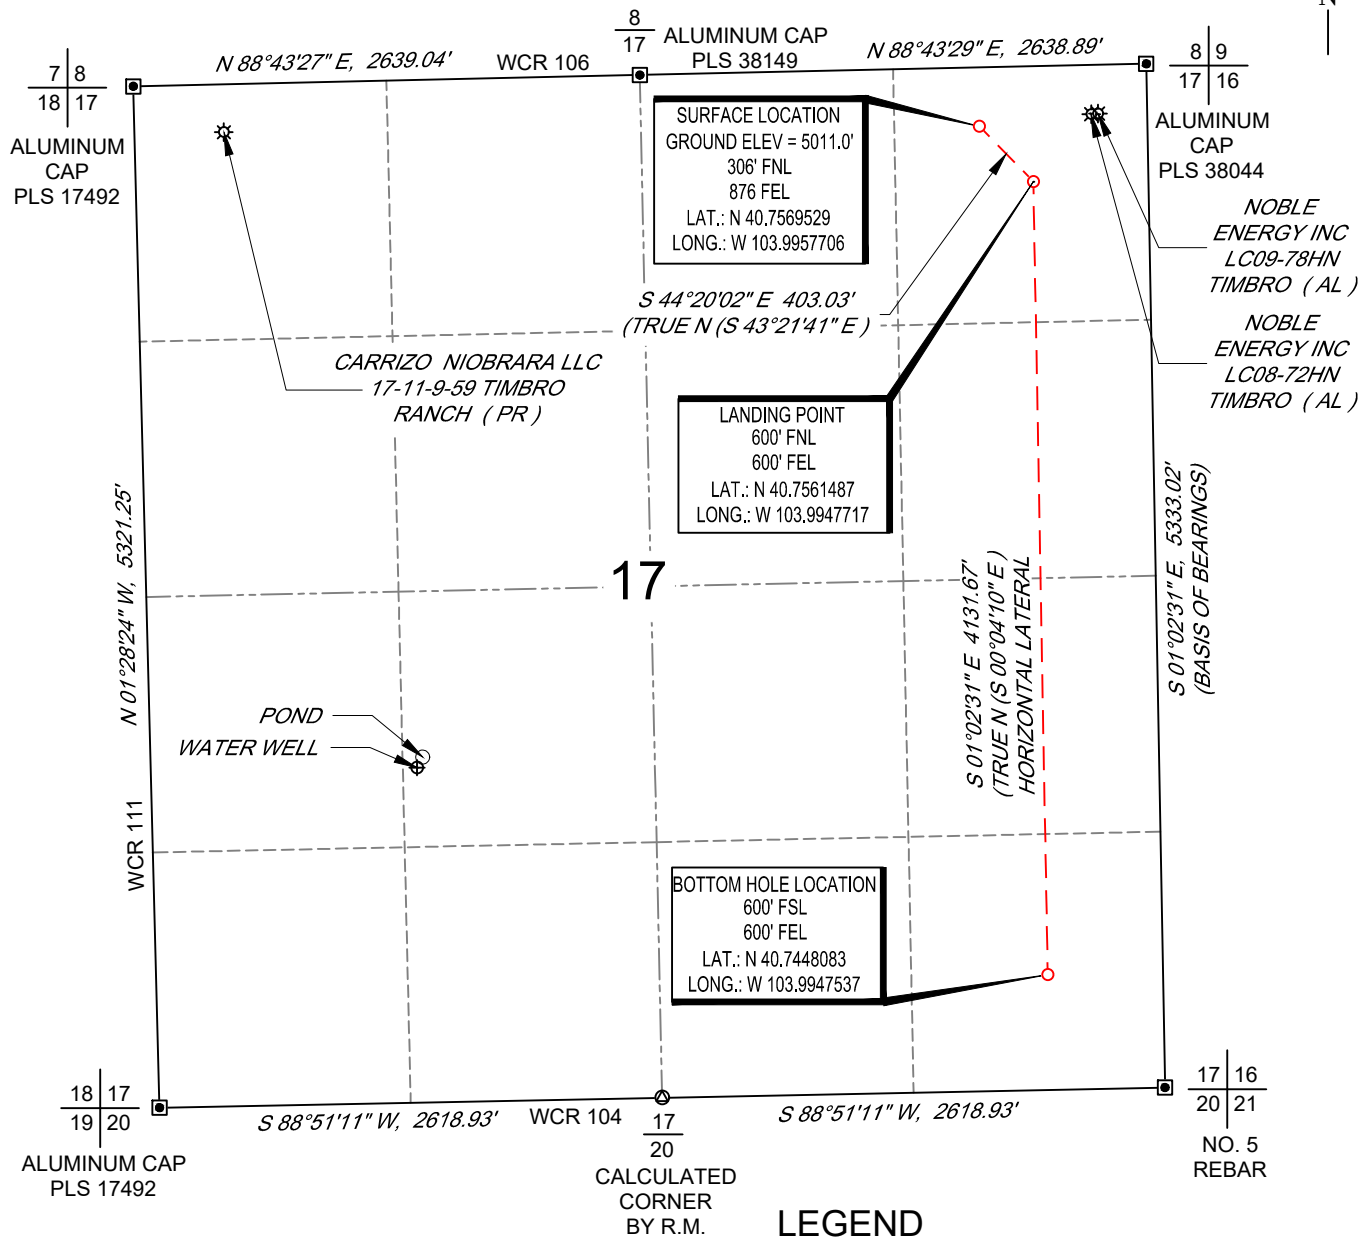 N
8
17
ALUMINUM CAP
PLS 38149
7 8
18 17
N 88°43'27" E, 2639.04'
WCR 106
N 88°43'29" E, 2638.89'
8 9
17 16
ALUMINUM
CAP
PLS 17492
ALUMINUM
CAP
PLS 38044
SURFACE LOCATION
GROUND ELEV = 5011.0'
306' FNL
876 FEL
LAT.: N 40.7569529
LONG.: W 103.9957706
NOBLE
ENERGY INC
LC09-78HN
TIMBRO ( AL )
S 44°20'02" E 403.03'
(TRUE N (S 43°21'41" E )
NOBLE
ENERGY INC
LC08-72HN
TIMBRO ( AL )
CARRIZO NIOBRARA LLC
17-11-9-59 TIMBRO
RANCH ( PR )
LANDING POINT
600' FNL
600' FEL
LAT.: N 40.7561487
LONG.: W 103.9947717
N 01°28'24" W, 5321.25'
17
S 01°02'31" E 4131.67'
(TRUE N (S 00°04'10" E )
HORIZONTAL LATERAL
S 01°02'31" E, 5333.02'
(BASIS OF BEARINGS)
POND
WATER WELL
WCR 111
BOTTOM HOLE LOCATION
600' FSL
600' FEL
LAT.: N 40.7448083
LONG.: W 103.9947537
18 17
19 20
S 88°51'11" W, 2618.93'
WCR 104
S 88°51'11" W, 2618.93'
17 16
20 21
17
20
ALUMINUM CAP
PLS 17492
CALCULATED
CORNER
BY R.M.
NO. 5
REBAR
LEGEND